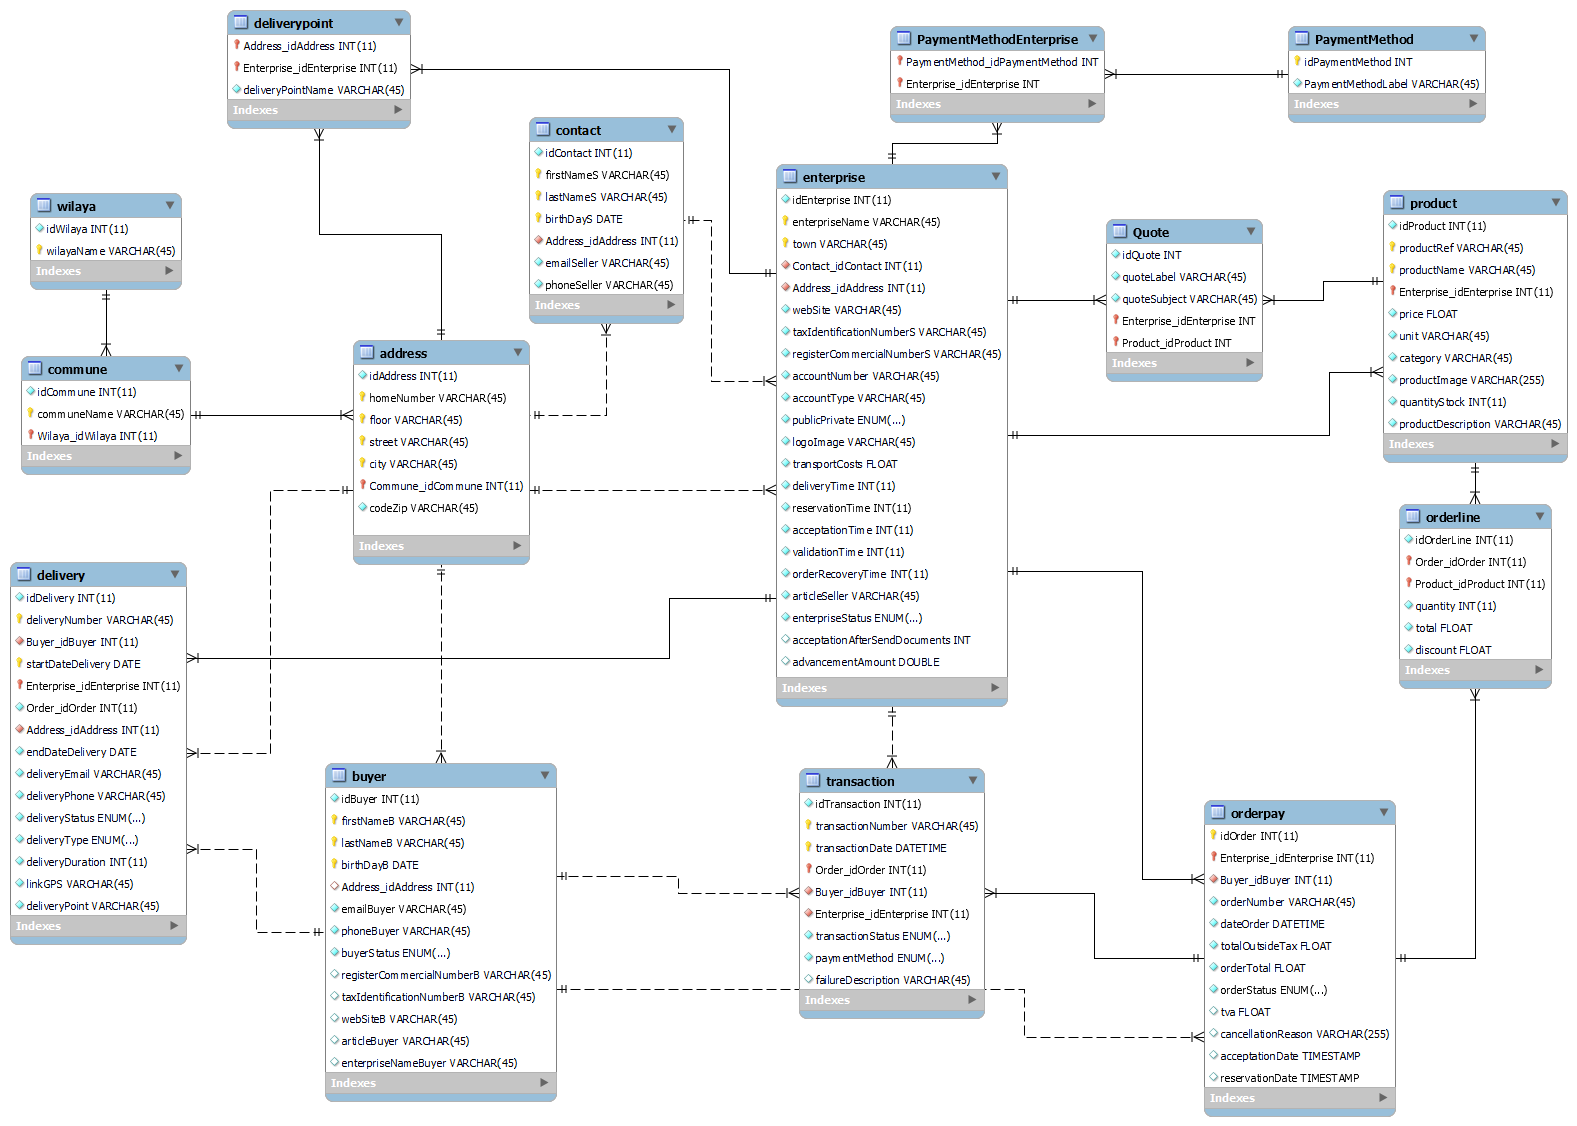 deliverypoint
Address_idAddress INT(11)
Enterprise_idEnterprise INT(11)
deliveryPointName VARCHAR(45)
Indexes
PaymentMethodEnterprise
PaymentMethod_idPaymentMethod INT
Enterprise_idEnterprise INT
Indexes
PaymentMethod
idPaymentMethod INT
PaymentMethodLabel VARCHAR(45)
Indexes
contact
idContact INT(11)
firstNameS VARCHAR(45)
lastNameS VARCHAR(45)
birthDayS DATE
Address_idAddress INT(11)
emailSeller VARCHAR(45)
phoneSeller VARCHAR(45)
Indexes
wilaya
idWilaya INT(11)
wilayaName VARCHAR(45)
Indexes
commune
idCommune INT(11)
communeName VARCHAR(45)
Wilaya_idWilaya INT(11)
Indexes
address
idAddress INT(11)
homeNumber VARCHAR(45)
floor VARCHAR(45)
street VARCHAR(45)
city VARCHAR(45)
Commune_idCommune INT(11)
codeZip VARCHAR(45)
Indexes
enterprise
idEnterprise INT(11)
enterpriseName VARCHAR(45)
town VARCHAR(45)
Contact_idContact INT(11)
Address_idAddress INT(11)
webSite VARCHAR(45)
taxIdentificationNumberS VARCHAR(45)
registerCommercialNumberS VARCHAR(45)
accountNumber VARCHAR(45)
accountType VARCHAR(45)
publicPrivate ENUM(...)
logoImage VARCHAR(45)
transportCosts FLOAT
deliveryTime INT(11)
reservationTime INT(11)
acceptationTime INT(11)
validationTime INT(11)
orderRecoveryTime INT(11)
articleSeller VARCHAR(45)
enterpriseStatus ENUM(...)
acceptationAfterSendDocuments INT
advancementAmount DOUBLE
Indexes
Quote
idQuote INT
quoteLabel VARCHAR(45)
quoteSubject VARCHAR(45)
Enterprise_idEnterprise INT
Product_idProduct INT
Indexes
product
idProduct INT(11)
productRef VARCHAR(45)
productName VARCHAR(45)
Enterprise_idEnterprise INT(11)
price FLOAT
unit VARCHAR(45)
category VARCHAR(45)
productImage VARCHAR(255)
quantityStock INT(11)
productDescription VARCHAR(45)
Indexes
orderline
idOrderLine INT(11)
Order_idOrder INT(11)
Product_idProduct INT(11)
quantity INT(11)
total FLOAT
discount FLOAT
Indexes
delivery
idDelivery INT(11)
deliveryNumber VARCHAR(45)
Buyer_idBuyer INT(11)
startDateDelivery DATE
Enterprise_idEnterprise INT(11)
Order_idOrder INT(11)
Address_idAddress INT(11)
endDateDelivery DATE
deliveryEmail VARCHAR(45)
deliveryPhone VARCHAR(45)
deliveryStatus ENUM(...)
deliveryType ENUM(...)
deliveryDuration INT(11)
linkGPS VARCHAR(45)
deliveryPoint VARCHAR(45)
Indexes
buyer
idBuyer INT(11)
firstNameB VARCHAR(45)
lastNameB VARCHAR(45)
birthDayB DATE
Address_idAddress INT(11)
emailBuyer VARCHAR(45)
phoneBuyer VARCHAR(45)
buyerStatus ENUM(...)
registerCommercialNumberB VARCHAR(45)
taxIdentificationNumberB VARCHAR(45)
webSiteB VARCHAR(45)
articleBuyer VARCHAR(45)
enterpriseNameBuyer VARCHAR(45)
Indexes
transaction
idTransaction INT(11)
transactionNumber VARCHAR(45)
transactionDate DATETIME
Order_idOrder INT(11)
Buyer_idBuyer INT(11)
Enterprise_idEnterprise INT(11)
transactionStatus ENUM(...)
paymentMethod ENUM(...)
failureDescription VARCHAR(45)
Indexes
orderpay
idOrder INT(11)
Enterprise_idEnterprise INT(11)
Buyer_idBuyer INT(11)
orderNumber VARCHAR(45)
dateOrder DATETIME
totalOutsideTax FLOAT
orderTotal FLOAT
orderStatus ENUM(...)
tva FLOAT
cancellationReason VARCHAR(255)
acceptationDate TIMESTAMP
reservationDate TIMESTAMP
Indexes